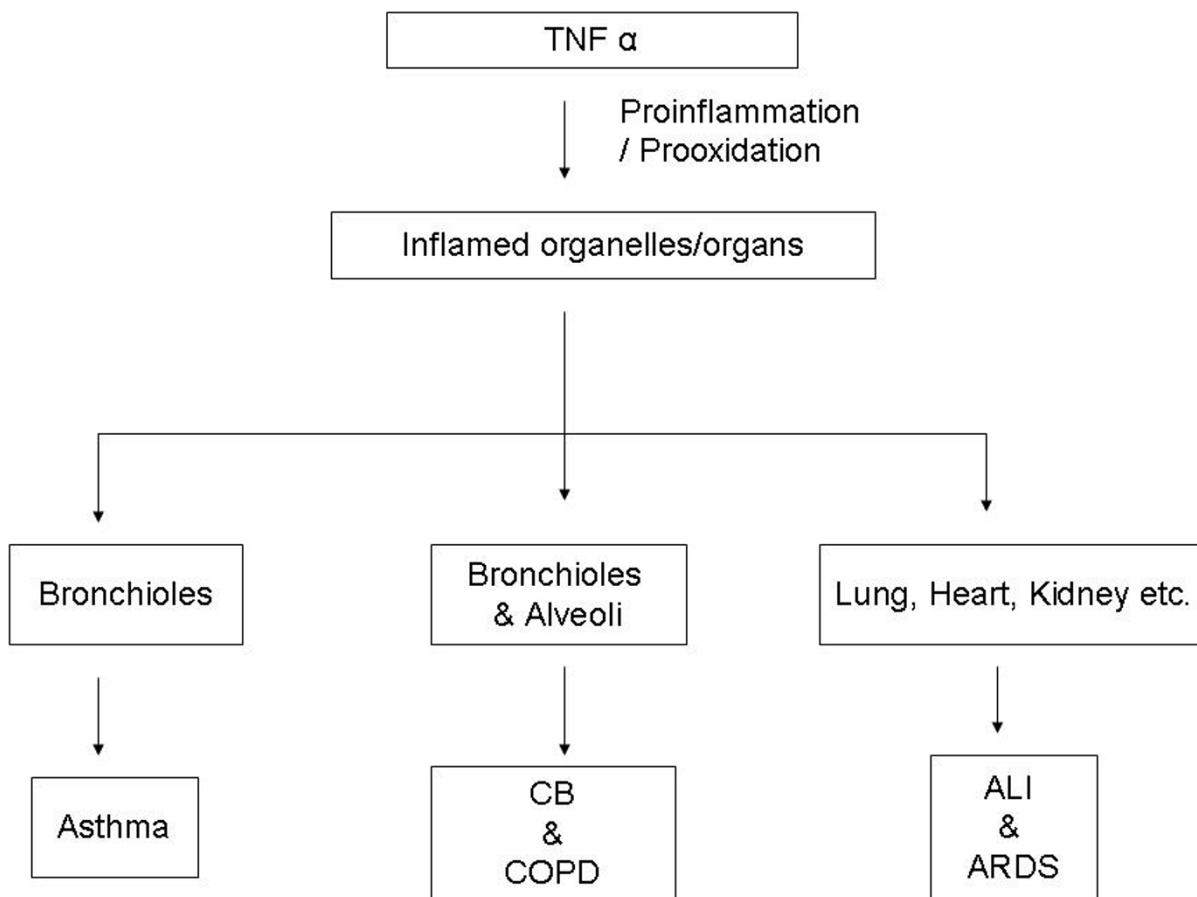 TNF α
Proinflammation
/ Prooxidation
Inflamed organelles/organs
Bronchioles
Bronchioles
& Alveoli
Lung, Heart, Kidney etc.
Asthma
CB
&
COPD
ALI
&
ARDS